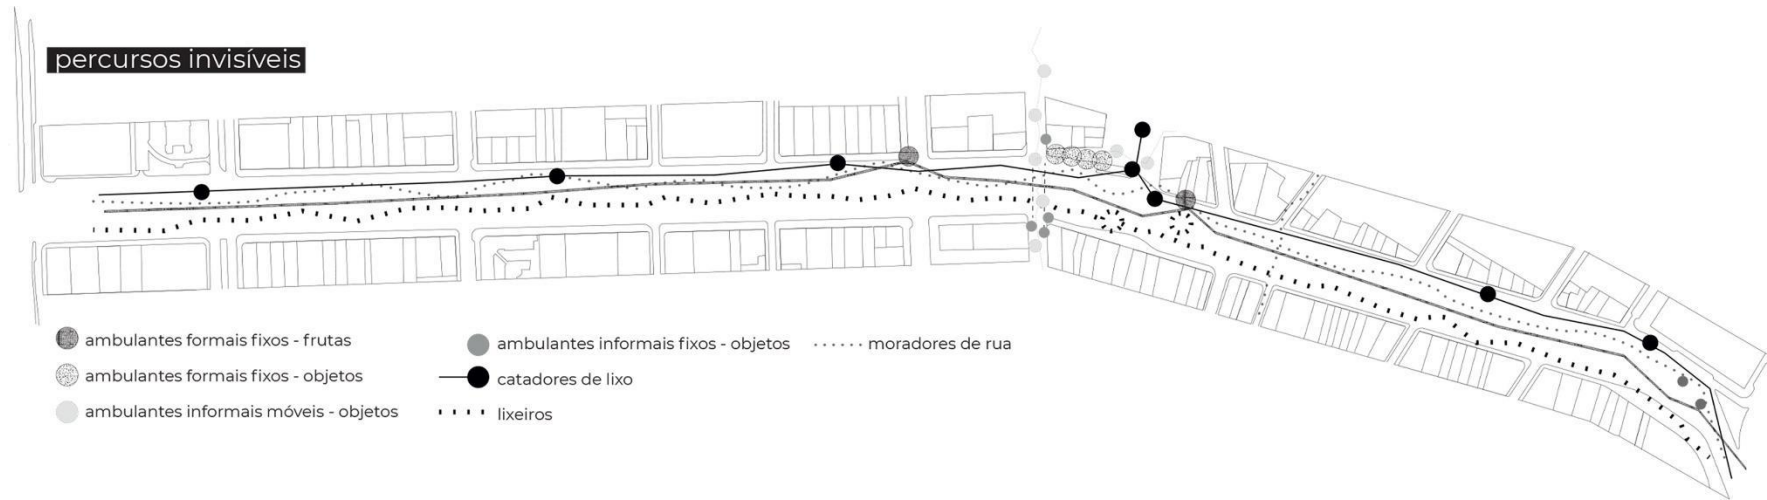 percursos invisíveis
ambulantes formais fixos - frutas
ambulantes formais fixos - objetos
ambulantes informais móveis - objetos
ambulantes informais fixos - objetos
catadores de lixo
lixeiros
moradores de rua